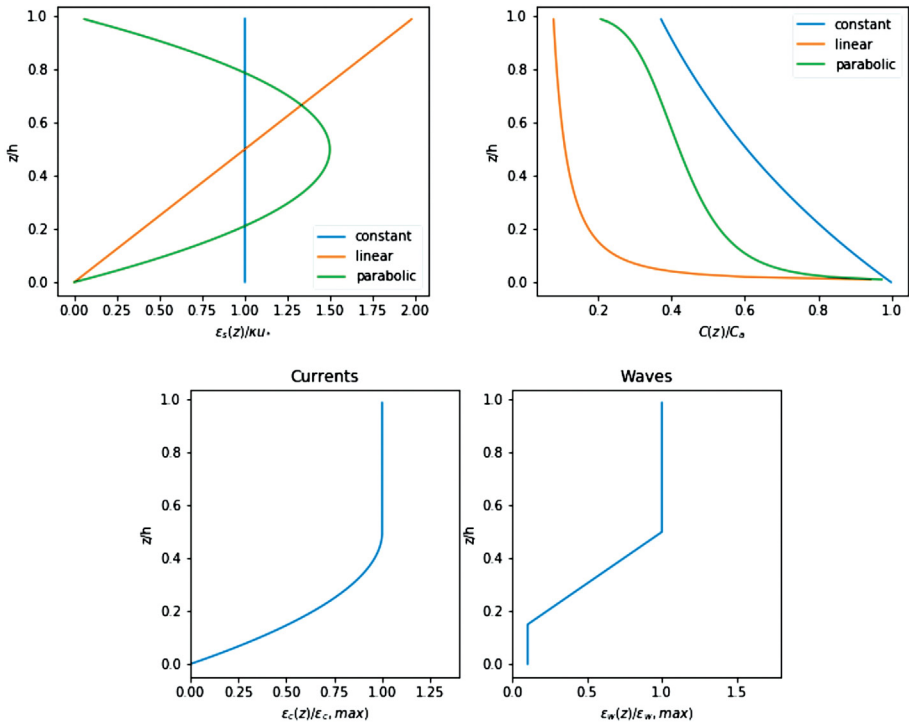 1.0
0.8
0.6
0.4
0.2
0.0
z/h
constant
linear
parabolic
0.00 0.25 0.50 0.75 1.00 1.25 1.50 1.75 2.00
εs(z)/κu*
1.0
0.8
0.6
0.4
0.2
0.0
z/h
constant
linear
parabolic
0.2 0.4 0.6 0.8 1.0
C(z)/Ca
Currents
1.0
0.8
0.6
0.4
0.2
0.0
z/h
0.00 0.25 0.50 0.75 1.00 1.25
εc(z)/εc, max)
Waves
1.0
0.8
0.6
0.4
0.2
0.0
z/h
0.0 0.5 1.0 1.5
εw(z)/εw, max)